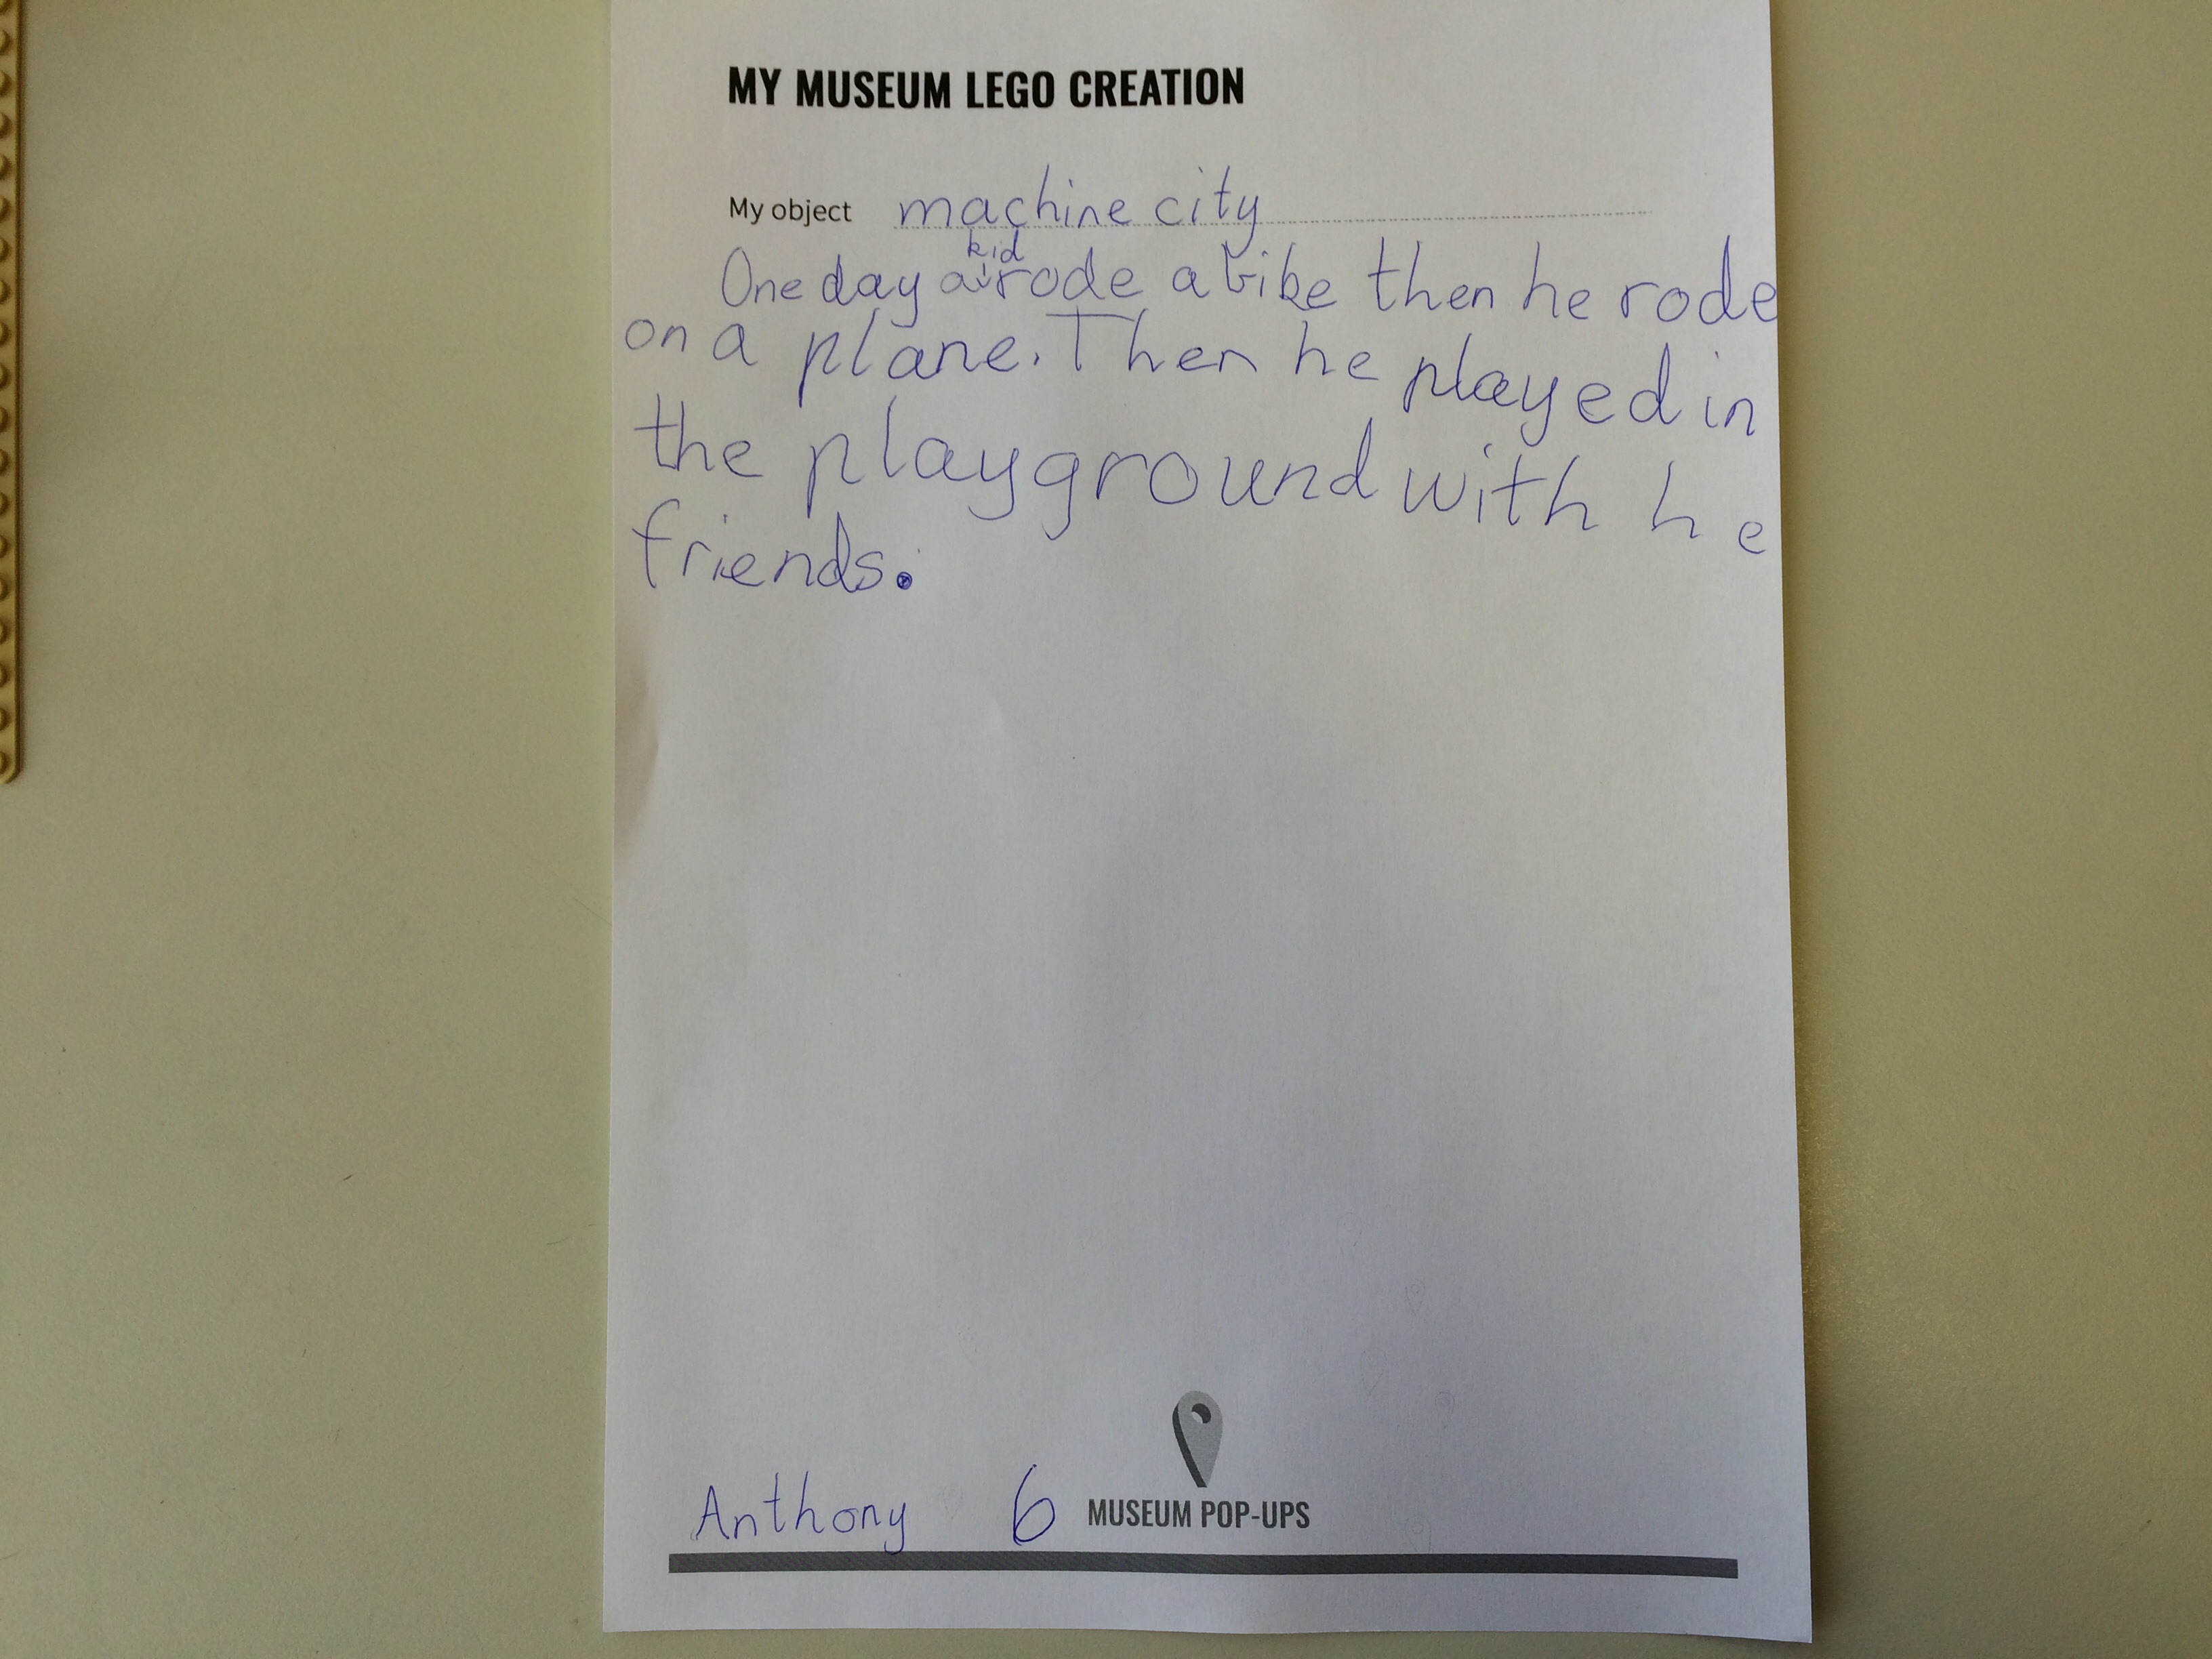 MY MUSEUM LEGO CREATION
My object machine city
One day a kid rode a bike then he rode
on a plane. Then he played in
the playground with he
friends.
Anthony 6 MUSEUM POP-UPS